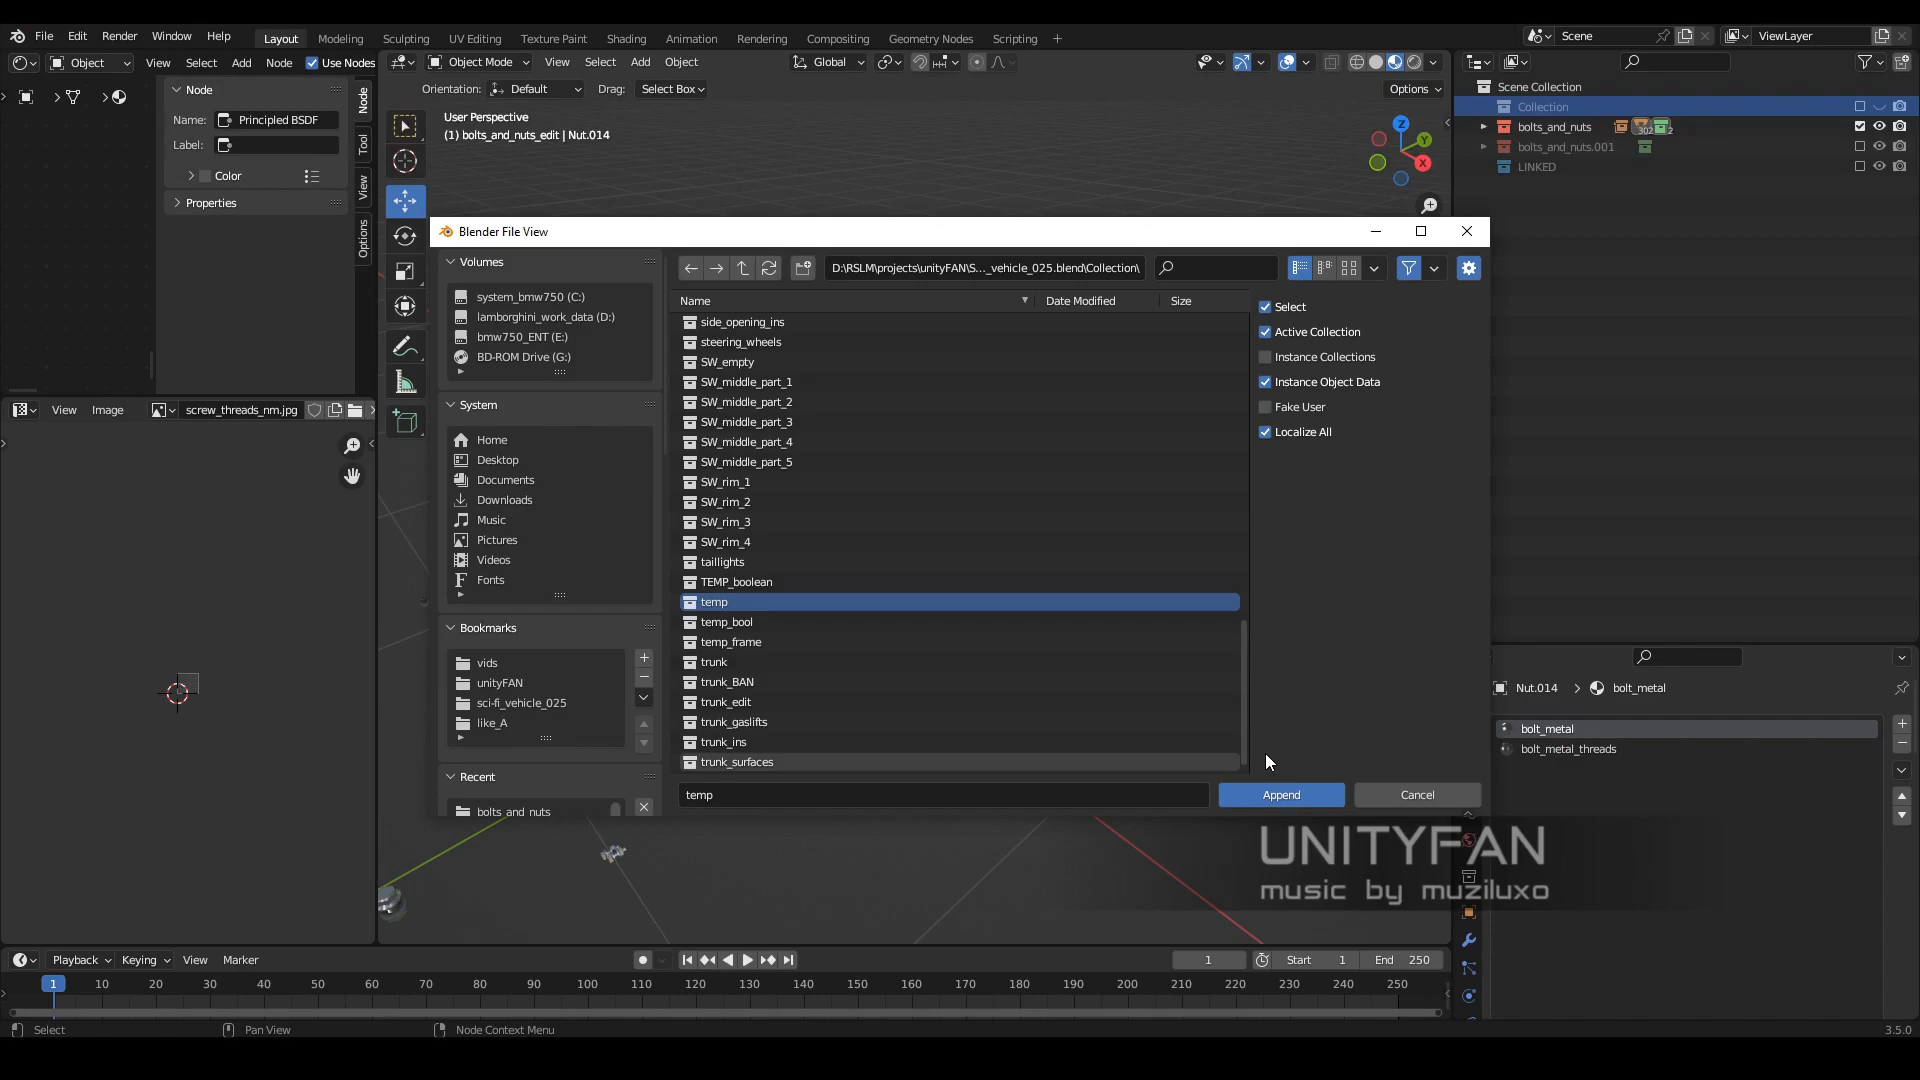 File Edit Render Window Help Layout Modeling Sculpting UV Editing Texture Paint Shading Animation Rendering Compositing Geometry Nodes Scripting + Scene ViewLayer
Object View Select Add Node Use Nodes Object Mode View Select Add Object Global
Orientation: Default Drag: Select Box Options
Node
Name: Principled BSDF
Label:
Color
Properties
Node
Tool
View
Options
User Perspective
(1) bolts_and_nuts_edit | Nut.014
Z
Y
X
Scene Collection
Collection
bolts_and_nuts 302 2
bolts_and_nuts.001
LINKED
Blender File View
Volumes
system_bmw750 (C:)
lamborghini_work_data (D:)
bmw750_ENT (E:)
BD-ROM Drive (G:)
System
Home
Desktop
Documents
Downloads
Music
Pictures
Videos
Fonts
Bookmarks
vids
unityFAN
sci-fi_vehicle_025
like_A
Recent
bolts_and_nuts
D:\RSLM\projects\unityFAN\S..._vehicle_025.blend\Collection\
Name Date Modified Size
side_opening_ins
steering_wheels
SW_empty
SW_middle_part_1
SW_middle_part_2
SW_middle_part_3
SW_middle_part_4
SW_middle_part_5
SW_rim_1
SW_rim_2
SW_rim_3
SW_rim_4
taillights
TEMP_boolean
temp
temp_bool
temp_frame
trunk
trunk_BAN
trunk_edit
trunk_gaslifts
trunk_ins
trunk_surfaces
Select
Active Collection
Instance Collections
Instance Object Data
Fake User
Localize All
temp Append Cancel
View Image screw_threads_nm.jpg
Nut.014 bolt_metal
bolt_metal
bolt_metal_threads
UNITYFAN
music by muziluxo
Playback Keying View Marker 1 Start 1 End 250
1 10 20 30 40 50 60 70 80 90 100 110 120 130 140 150 160 170 180 190 200 210 220 230 240 250
Select Pan View Node Context Menu 3.5.0